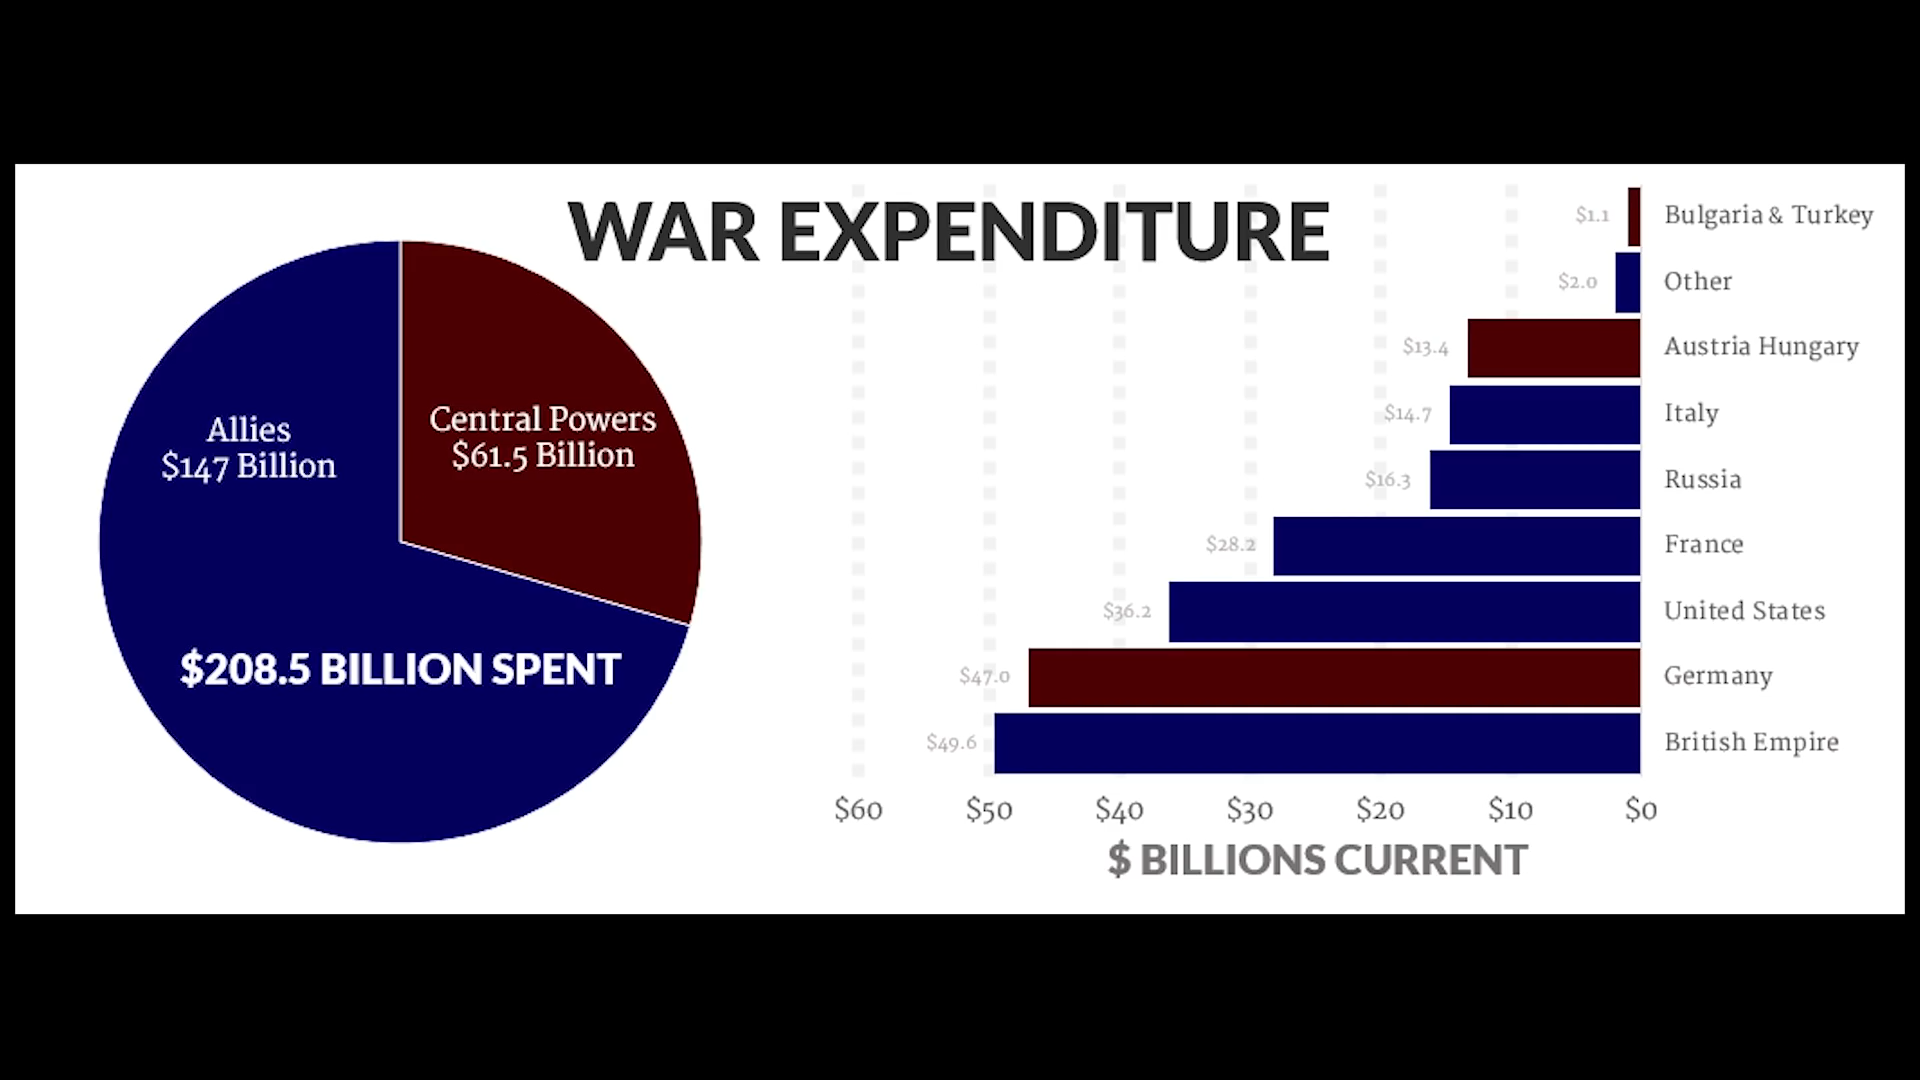 WAR EXPENDITURE
Allies
$147 Billion
Central Powers
$61.5 Billion
$208.5 BILLION SPENT
$1.1 Bulgaria & Turkey
$2.0 Other
$13.4 Austria Hungary
$14.7 Italy
$16.3 Russia
$28.2 France
$36.2 United States
$47.0 Germany
$49.6 British Empire
$60 $50 $40 $30 $20 $10 $0
$ BILLIONS CURRENT